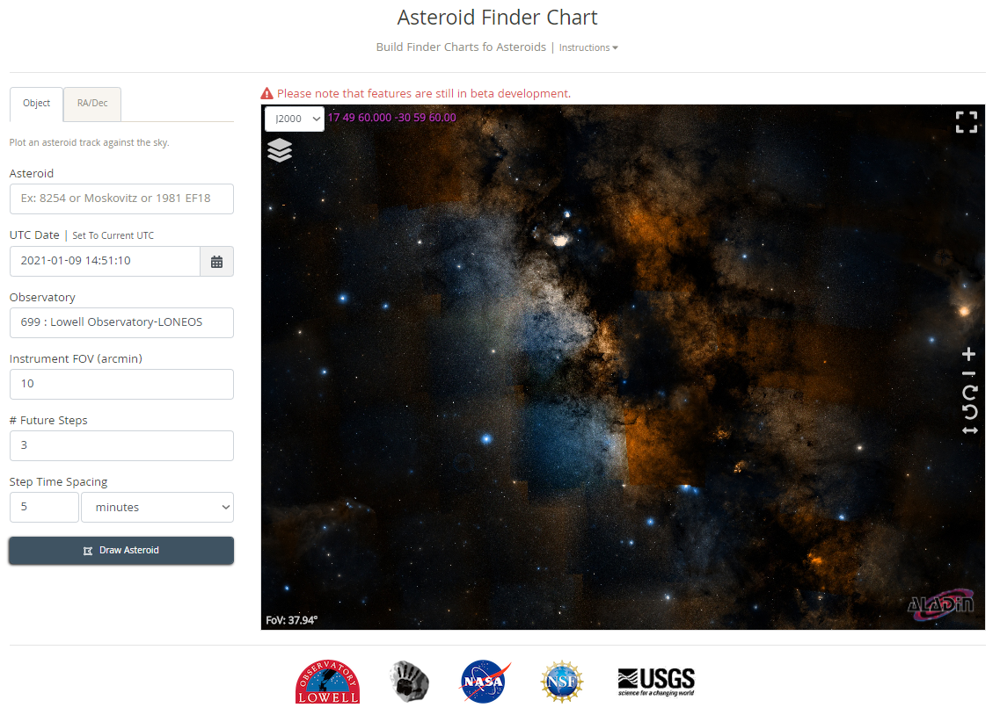 Asteroid Finder Chart
Build Finder Charts fo Asteroids | Instructions
Object
RA/Dec
Plot an asteroid track against the sky.
Asteroid
Ex: 8254 or Moskovitz or 1981 EF18
UTC Date | Set To Current UTC
2021-01-09 14:51:10
Observatory
699 : Lowell Observatory-LONEOS
Instrument FOV (arcmin)
10
# Future Steps
3
Step Time Spacing
5 minutes
Draw Asteroid
Please note that features are still in beta development.
J2000 17 49 60.000 -30 59 60.00
FoV: 37.94°
ALADiN
OBSERVATORY
LOWELL
NASA
NSF
USGS
science for a changing world